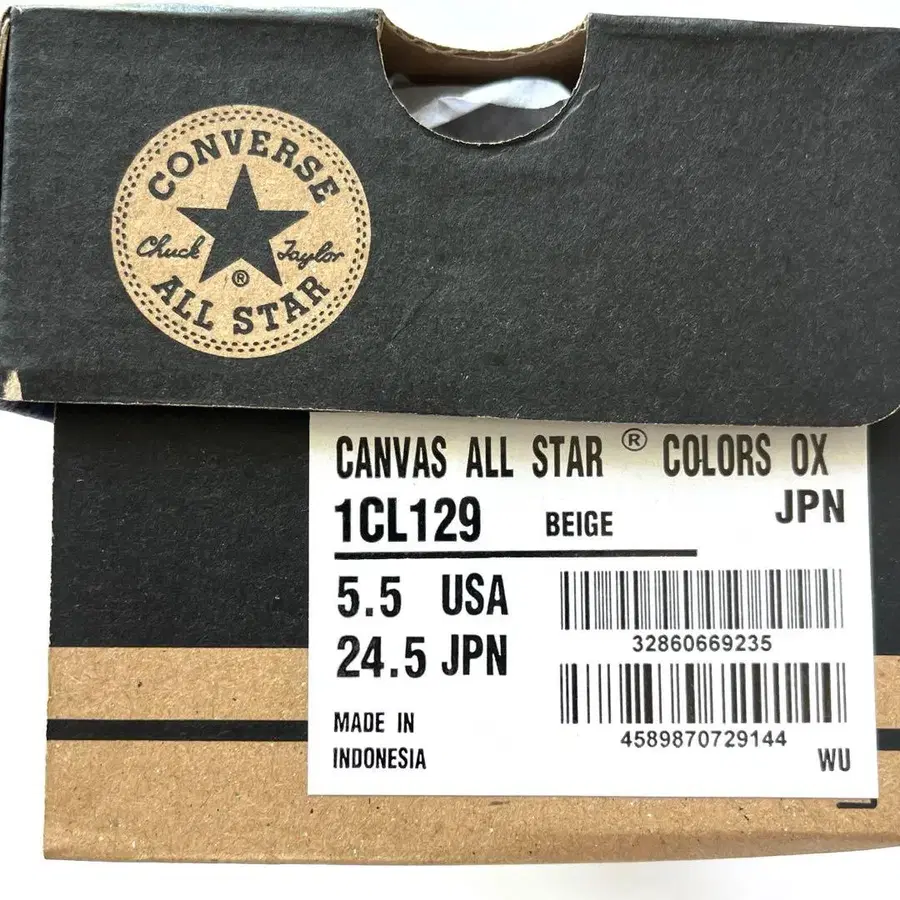 CONVERSE
Chuck Taylor
®
ALL STAR
CANVAS ALL STAR ® COLORS OX
1CL129 BEIGE JPN
5.5 USA
24.5 JPN
32860669235
4589870729144
MADE IN
INDONESIA
WU